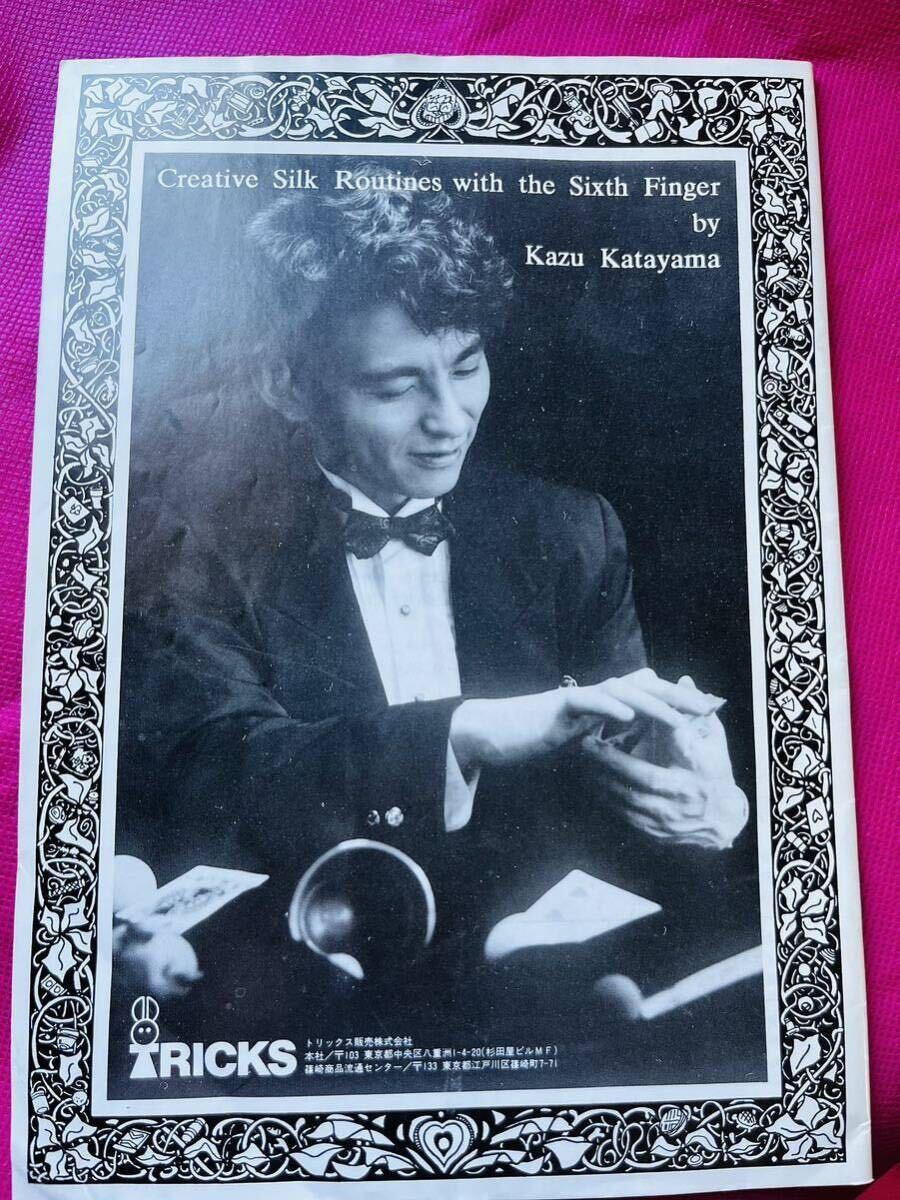 Creative Silk Routines with the Sixth Finger
by
Kazu Katayama
TRICKS
トリックス販売株式会社
本社/〒103 東京都中央区八重洲1-4-20(杉田屋ビルMF)
篠崎商品流通センター/〒133 東京都江戸川区篠崎町7-71